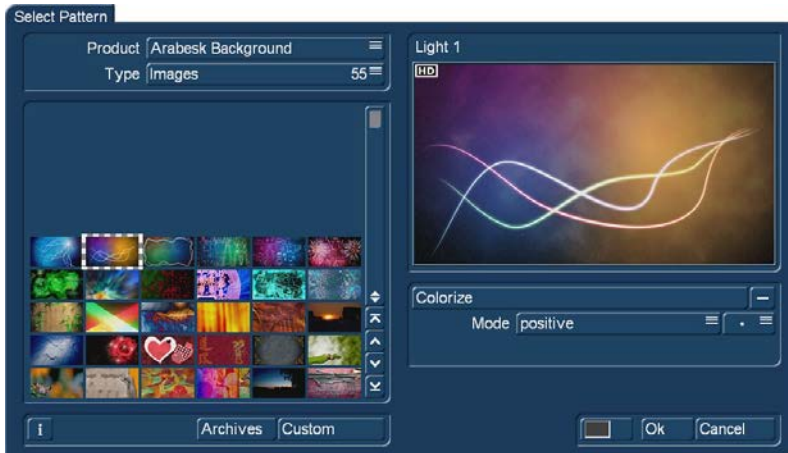 Select Pattern
Product Arabesk Background
Type Images 55
Light 1
HD
Colorize
Mode positive
i Archives Custom
Ok Cancel